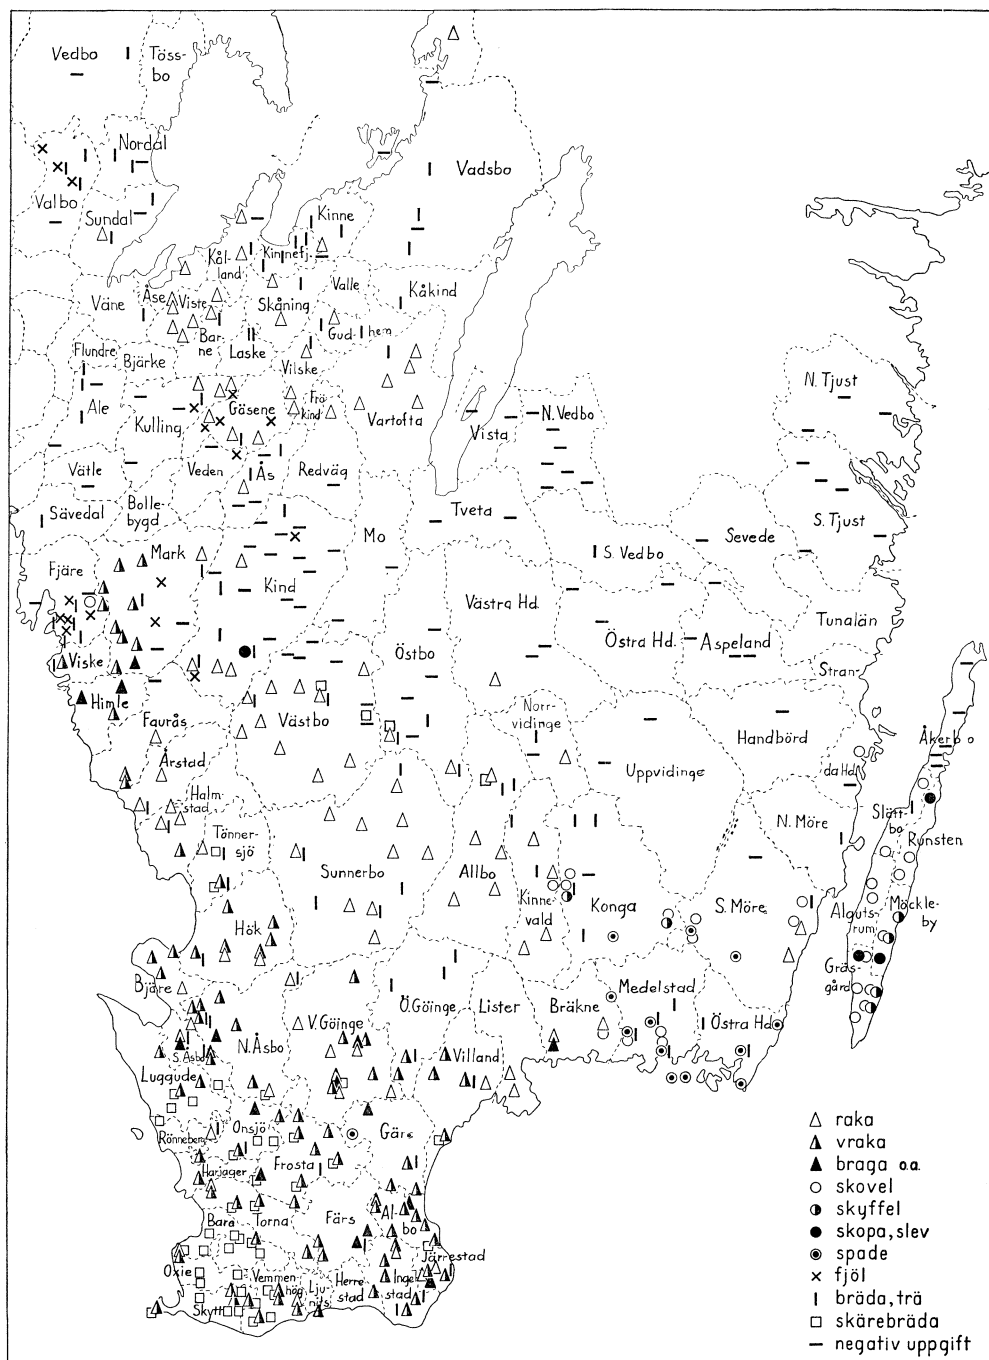 Vedbo
Töss-
bo
Nordal
Valbo
Sundal
Vadsbo
Kinne
Kål-
land
Kinnefj.
Valle
Kåkind
Väne
Åse
Viste
Skåning
Bar-
ne
Laske
Gud-
hem
Flundre
Bjärke
Vilske
Ale
Kulling
Gäsene
Frö
kind
Vartofta
Vista
N. Vedbo
N. Tjust
Vätle
Veden
Ås
Redväg
Sävedal
Bolle-
bygd
Mo
Tveta
S. Vedbo
Sevede
S. Tjust
Fjäre
Mark
Kind
Västra Hd.
Östbo
Östra Hd.
Aspeland
Tunalän
Stran-
da Hd.
Viske
Himle
Faurås
Västbo
Norr-
vidinge
Uppvidinge
Handbörd
Åkerbo
Årstad
Halm-
stad
Tönner-
sjö
Sunnerbo
Allbo
Kinne-
vald
Konga
N. Möre
S. Möre
Slätt-
bo
Runsten
Möckle-
by
Alguts-
rum
Gräs-
gård
Hök
Bjäre
V. Göinge
Ö. Göinge
Lister
Bräkne
Medelstad
Östra Hd
N. Åsbo
S. Åsbo
Villand
Luggude
Rönneberg
Onsjö
Gärs
Harjager
Frosta
Bara
Torna
Färs
Al-
bo
Järrestad
Oxie
Vemmen-
hög
Lju-
nits
Herre
stad
Inge
stad
Skytt
raka
vraka
braga o.a.
skovel
skyffel
skopa, slev
spade
fjöl
bräda, trä
skärebräda
negativ uppgift